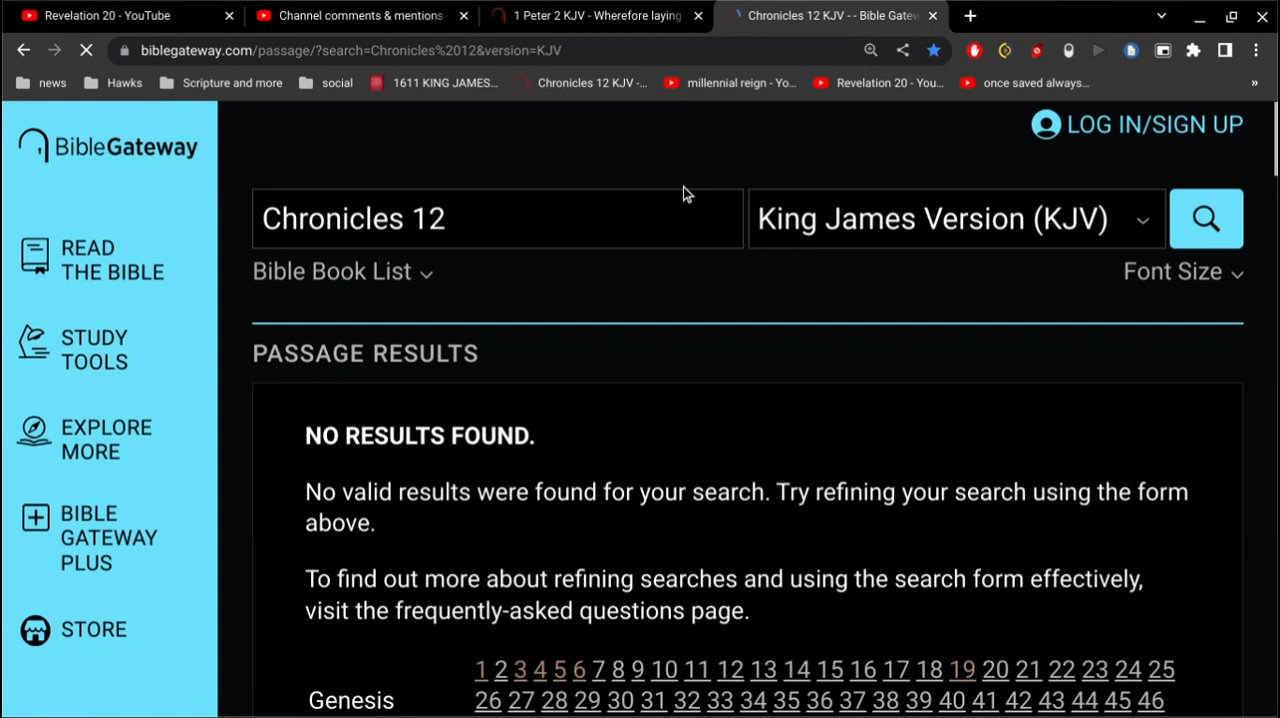 Revelation 20 - YouTube
Channel comments & mentions -
1 Peter 2 KJV - Wherefore laying
Chronicles 12 KJV - - Bible Gatew
biblegateway.com/passage/?search=Chronicles%2012&version=KJV
news
Hawks
Scripture and more
social
1611 KING JAMES...
Chronicles 12 KJV -...
millennial reign - Yo...
Revelation 20 - You...
once saved always...
»
BibleGateway
LOG IN/SIGN UP
Chronicles 12
King James Version (KJV)
Bible Book List
Font Size
READ
THE BIBLE
STUDY
TOOLS
EXPLORE
MORE
BIBLE
GATEWAY
PLUS
STORE
PASSAGE RESULTS
NO RESULTS FOUND.
No valid results were found for your search. Try refining your search using the form
above.
To find out more about refining searches and using the search form effectively,
visit the frequently-asked questions page.
Genesis
1 2 3 4 5 6 7 8 9 10 11 12 13 14 15 16 17 18 19 20 21 22 23 24 25
26 27 28 29 30 31 32 33 34 35 36 37 38 39 40 41 42 43 44 45 46